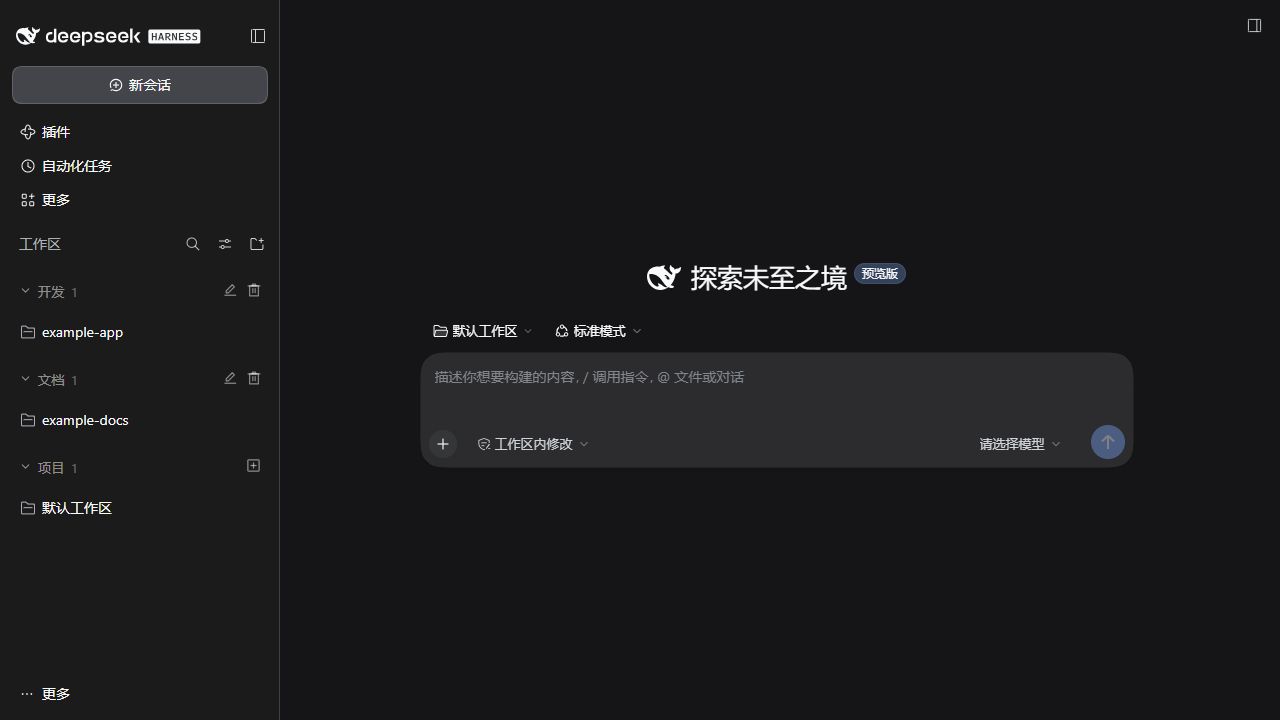 deepseek HARNESS
新会话
插件
自动化任务
更多
工作区
开发 1
example-app
文档 1
example-docs
项目 1
默认工作区
更多
探索未至之境 预览版
默认工作区 标准模式
描述你想要构建的内容, / 调用指令, @ 文件或对话
工作区内修改 请选择模型